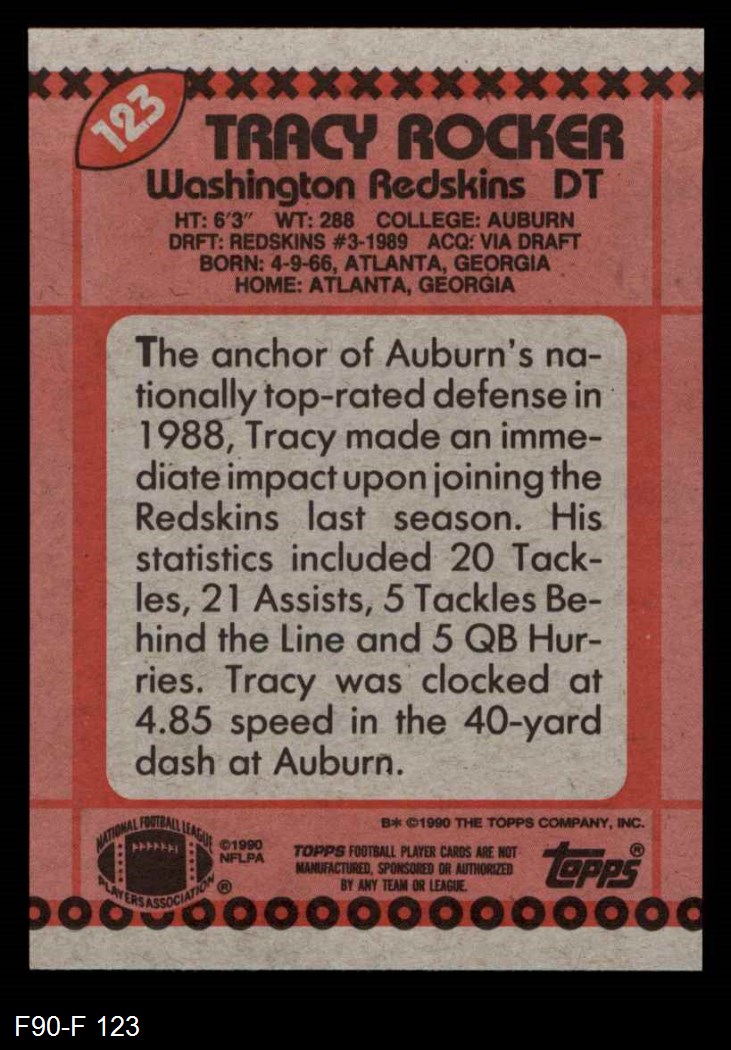 123
TRACY ROCKER
Washington Redskins DT
HT: 6'3" WT: 288 COLLEGE: AUBURN
DRFT: REDSKINS #3-1989 ACQ: VIA DRAFT
BORN: 4-9-66, ATLANTA, GEORGIA
HOME: ATLANTA, GEORGIA
The anchor of Auburn's na-
tionally top-rated defense in
1988, Tracy made an imme-
diate impact upon joining the
Redskins last season. His
statistics included 20 Tack-
les, 21 Assists, 5 Tackles Be-
hind the Line and 5 QB Hur-
ries. Tracy was clocked at
4.85 speed in the 40-yard
dash at Auburn.
B* ©1990 THE TOPPS COMPANY, INC.
NATIONAL FOOTBALL LEAGUE
PLAYERS ASSOCIATION ®
©1990
NFLPA
TOPPS FOOTBALL PLAYER CARDS ARE NOT
MANUFACTURED, SPONSORED OR AUTHORIZED
BY ANY TEAM OR LEAGUE.
topps®
F90-F 123